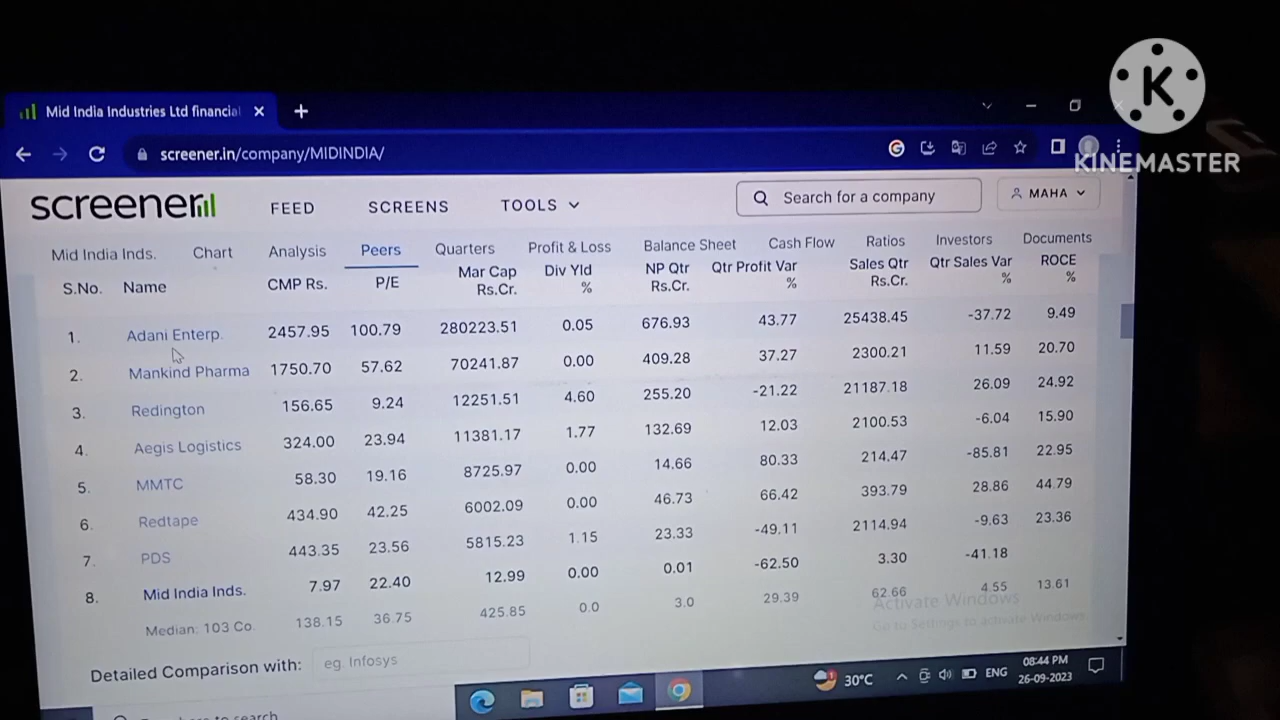 KINEMASTER
Mid India Industries Ltd financial
screener.in/company/MIDINDIA/
screener FEED SCREENS TOOLS Search for a company MAHA
Mid India Inds. Chart Analysis Peers Quarters Profit & Loss Balance Sheet Cash Flow Ratios Investors Documents
S.No. Name CMP Rs. P/E Mar Cap Rs.Cr. Div Yld % NP Qtr Rs.Cr. Qtr Profit Var % Sales Qtr Rs.Cr. Qtr Sales Var % ROCE %
1. Adani Enterp. 2457.95 100.79 280223.51 0.05 676.93 43.77 25438.45 -37.72 9.49
2. Mankind Pharma 1750.70 57.62 70241.87 0.00 409.28 37.27 2300.21 11.59 20.70
3. Redington 156.65 9.24 12251.51 4.60 255.20 -21.22 21187.18 26.09 24.92
4. Aegis Logistics 324.00 23.94 11381.17 1.77 132.69 12.03 2100.53 -6.04 15.90
5. MMTC 58.30 19.16 8725.97 0.00 14.66 80.33 214.47 -85.81 22.95
6. Redtape 434.90 42.25 6002.09 0.00 46.73 66.42 393.79 28.86 44.79
7. PDS 443.35 23.56 5815.23 1.15 23.33 -49.11 2114.94 -9.63 23.36
8. Mid India Inds. 7.97 22.40 12.99 0.00 0.01 -62.50 3.30 -41.18
Median: 103 Co. 138.15 36.75 425.85 0.0 3.0 29.39 62.66 4.55 13.61
Activate Windows
Go to Settings to activate Windows.
Detailed Comparison with: eg. Infosys
30°C ENG 08:44 PM
26-09-2023
here to search